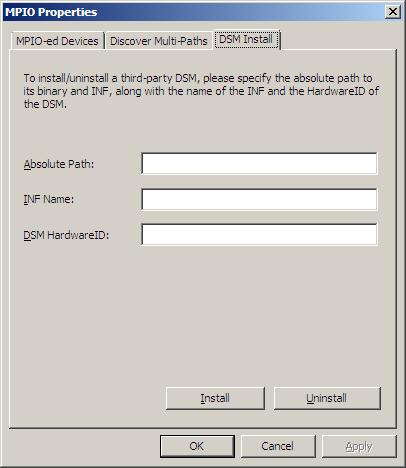 MPIO Properties
MPIO-ed Devices Discover Multi-Paths DSM Install
To install/uninstall a third-party DSM, please specify the absolute path to
its binary and INF, along with the name of the INF and the HardwareID of
the DSM.
Absolute Path:
INF Name:
DSM HardwareID:
Install Uninstall
OK Cancel Apply